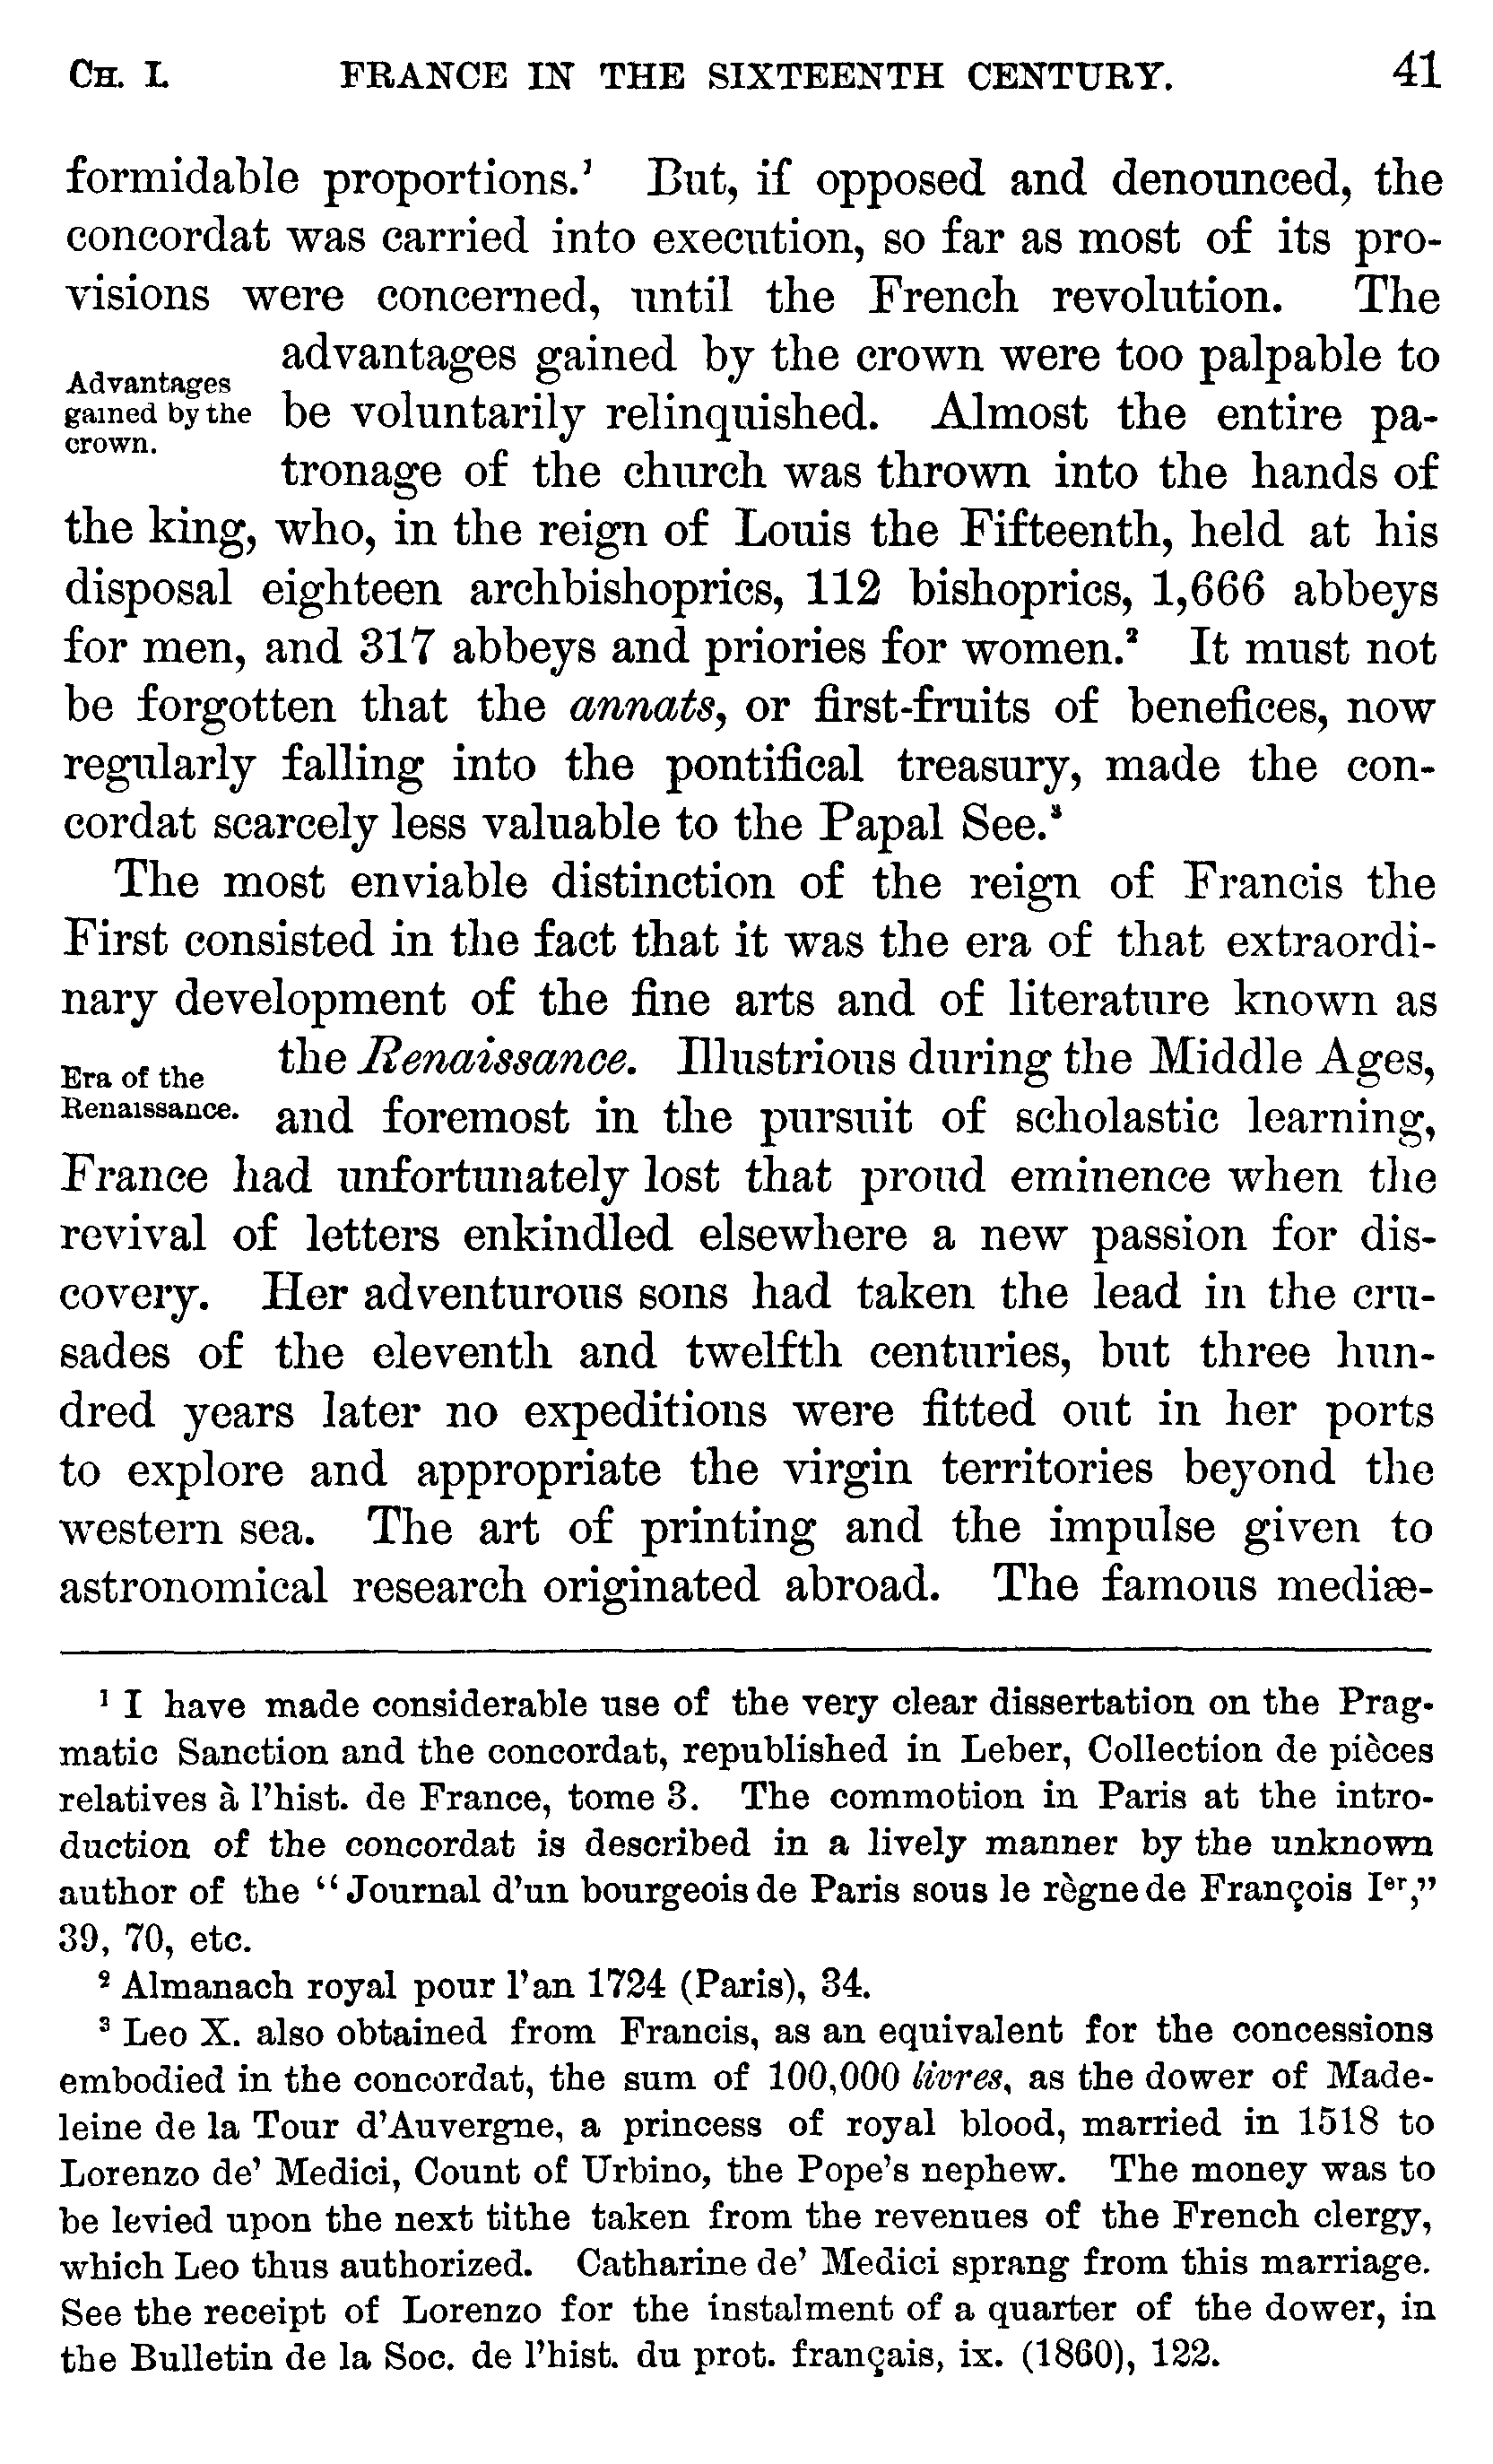 CH. I. FRANCE IN THE SIXTEENTH CENTURY. 41
formidable proportions.¹ But, if opposed and denounced, the
concordat was carried into execution, so far as most of its pro-
visions were concerned, until the French revolution. The
advantages gained by the crown were too palpable to
Advantages
gained by the
crown.
be voluntarily relinquished. Almost the entire pa-
tronage of the church was thrown into the hands of
the king, who, in the reign of Louis the Fifteenth, held at his
disposal eighteen archbishoprics, 112 bishoprics, 1,666 abbeys
for men, and 317 abbeys and priories for women.² It must not
be forgotten that the annats, or first-fruits of benefices, now
regularly falling into the pontifical treasury, made the con-
cordat scarcely less valuable to the Papal See.³
The most enviable distinction of the reign of Francis the
First consisted in the fact that it was the era of that extraordi-
nary development of the fine arts and of literature known as
the Renaissance. Illustrious during the Middle Ages,
Era of the
Renaissance.
and foremost in the pursuit of scholastic learning,
France had unfortunately lost that proud eminence when the
revival of letters enkindled elsewhere a new passion for dis-
covery. Her adventurous sons had taken the lead in the cru-
sades of the eleventh and twelfth centuries, but three hun-
dred years later no expeditions were fitted out in her ports
to explore and appropriate the virgin territories beyond the
western sea. The art of printing and the impulse given to
astronomical research originated abroad. The famous mediæ-
¹ I have made considerable use of the very clear dissertation on the Prag-
matic Sanction and the concordat, republished in Leber, Collection de pièces
relatives à l'hist. de France, tome 3. The commotion in Paris at the intro-
duction of the concordat is described in a lively manner by the unknown
author of the "Journal d'un bourgeois de Paris sous le règne de François Iᵉʳ,"
39, 70, etc.
² Almanach royal pour l'an 1724 (Paris), 34.
³ Leo X. also obtained from Francis, as an equivalent for the concessions
embodied in the concordat, the sum of 100,000 livres, as the dower of Made-
leine de la Tour d'Auvergne, a princess of royal blood, married in 1518 to
Lorenzo de' Medici, Count of Urbino, the Pope's nephew. The money was to
be levied upon the next tithe taken from the revenues of the French clergy,
which Leo thus authorized. Catharine de' Medici sprang from this marriage.
See the receipt of Lorenzo for the instalment of a quarter of the dower, in
the Bulletin de la Soc. de l'hist. du prot. français, ix. (1860), 122.